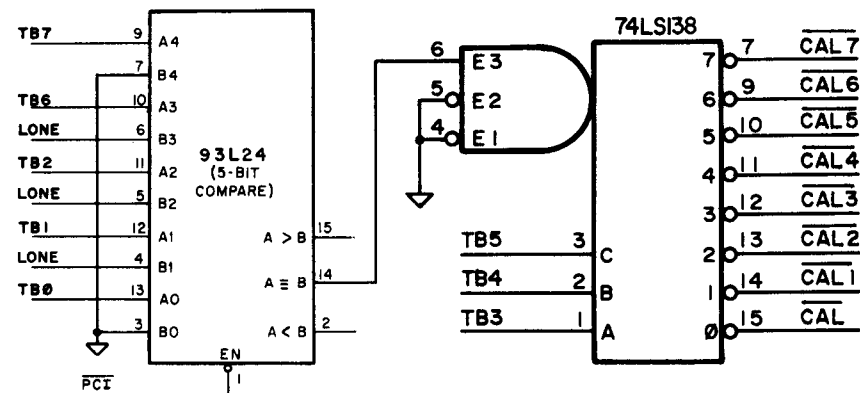 74LS138
TB7 9 A4
7 B4
TB6 10 A3
LONE 6 B3
TB2 11 A2
LONE 5 B2
TB1 12 A1
LONE 4 B1
TB0 13 A0
3 B0
93L24
(5-BIT
COMPARE)
A > B 15
A ≡ B 14
A < B 2
EN
1
PCI
6 E3
5 E2
4 E1
TB5 3 C
TB4 2 B
TB3 1 A
7 7 CAL7
6 9 CAL6
5 10 CAL5
4 11 CAL4
3 12 CAL3
2 13 CAL2
1 14 CAL1
0 15 CAL